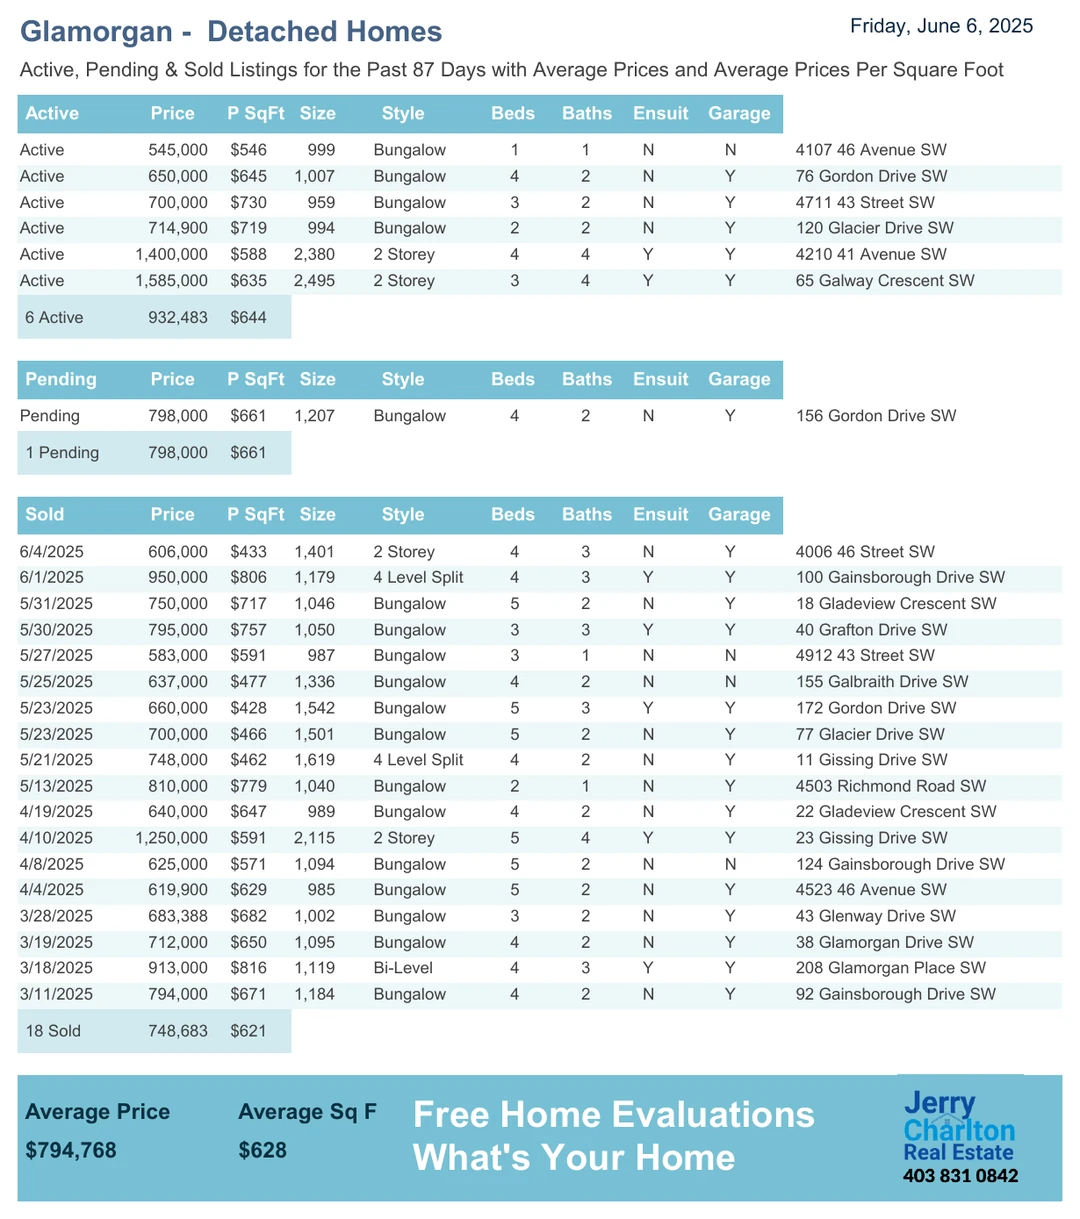 Glamorgan - Detached Homes
Friday, June 6, 2025
Active, Pending & Sold Listings for the Past 87 Days with Average Prices and Average Prices Per Square Foot
Active Price P SqFt Size Style Beds Baths Ensuit Garage
Active 545,000 $546 999 Bungalow 1 1 N N 4107 46 Avenue SW
Active 650,000 $645 1,007 Bungalow 4 2 N Y 76 Gordon Drive SW
Active 700,000 $730 959 Bungalow 3 2 N Y 4711 43 Street SW
Active 714,900 $719 994 Bungalow 2 2 N Y 120 Glacier Drive SW
Active 1,400,000 $588 2,380 2 Storey 4 4 Y Y 4210 41 Avenue SW
Active 1,585,000 $635 2,495 2 Storey 3 4 Y Y 65 Galway Crescent SW
6 Active 932,483 $644
Pending Price P SqFt Size Style Beds Baths Ensuit Garage
Pending 798,000 $661 1,207 Bungalow 4 2 N Y 156 Gordon Drive SW
1 Pending 798,000 $661
Sold Price P SqFt Size Style Beds Baths Ensuit Garage
6/4/2025 606,000 $433 1,401 2 Storey 4 3 N Y 4006 46 Street SW
6/1/2025 950,000 $806 1,179 4 Level Split 4 3 Y Y 100 Gainsborough Drive SW
5/31/2025 750,000 $717 1,046 Bungalow 5 2 N Y 18 Gladeview Crescent SW
5/30/2025 795,000 $757 1,050 Bungalow 3 3 Y Y 40 Grafton Drive SW
5/27/2025 583,000 $591 987 Bungalow 3 1 N N 4912 43 Street SW
5/25/2025 637,000 $477 1,336 Bungalow 4 2 N N 155 Galbraith Drive SW
5/23/2025 660,000 $428 1,542 Bungalow 5 3 Y Y 172 Gordon Drive SW
5/23/2025 700,000 $466 1,501 Bungalow 5 2 N Y 77 Glacier Drive SW
5/21/2025 748,000 $462 1,619 4 Level Split 4 2 N Y 11 Gissing Drive SW
5/13/2025 810,000 $779 1,040 Bungalow 2 1 N Y 4503 Richmond Road SW
4/19/2025 640,000 $647 989 Bungalow 4 2 N Y 22 Gladeview Crescent SW
4/10/2025 1,250,000 $591 2,115 2 Storey 5 4 Y Y 23 Gissing Drive SW
4/8/2025 625,000 $571 1,094 Bungalow 5 2 N N 124 Gainsborough Drive SW
4/4/2025 619,900 $629 985 Bungalow 5 2 N Y 4523 46 Avenue SW
3/28/2025 683,388 $682 1,002 Bungalow 3 2 N Y 43 Glenway Drive SW
3/19/2025 712,000 $650 1,095 Bungalow 4 2 N Y 38 Glamorgan Drive SW
3/18/2025 913,000 $816 1,119 Bi-Level 4 3 Y Y 208 Glamorgan Place SW
3/11/2025 794,000 $671 1,184 Bungalow 4 2 N Y 92 Gainsborough Drive SW
18 Sold 748,683 $621
Average Price Average Sq F
$794,768 $628
Free Home Evaluations
What's Your Home
Jerry
Charlton
Real Estate
403 831 0842